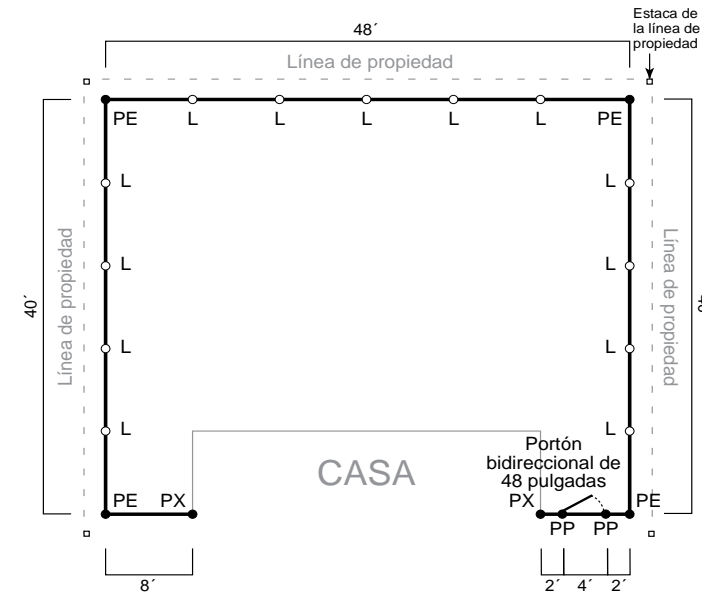 Estaca de
la línea de
propiedad
48´
Línea de propiedad
PE
L
L
L
L
L
PE
L
L
L
L
L
L
L
L
40´
Línea de propiedad
Línea de propiedad
CASA
Portón
bidireccional de
48 pulgadas
PE
PX
PX
PE
PP
PP
8´
2´
4´
2´